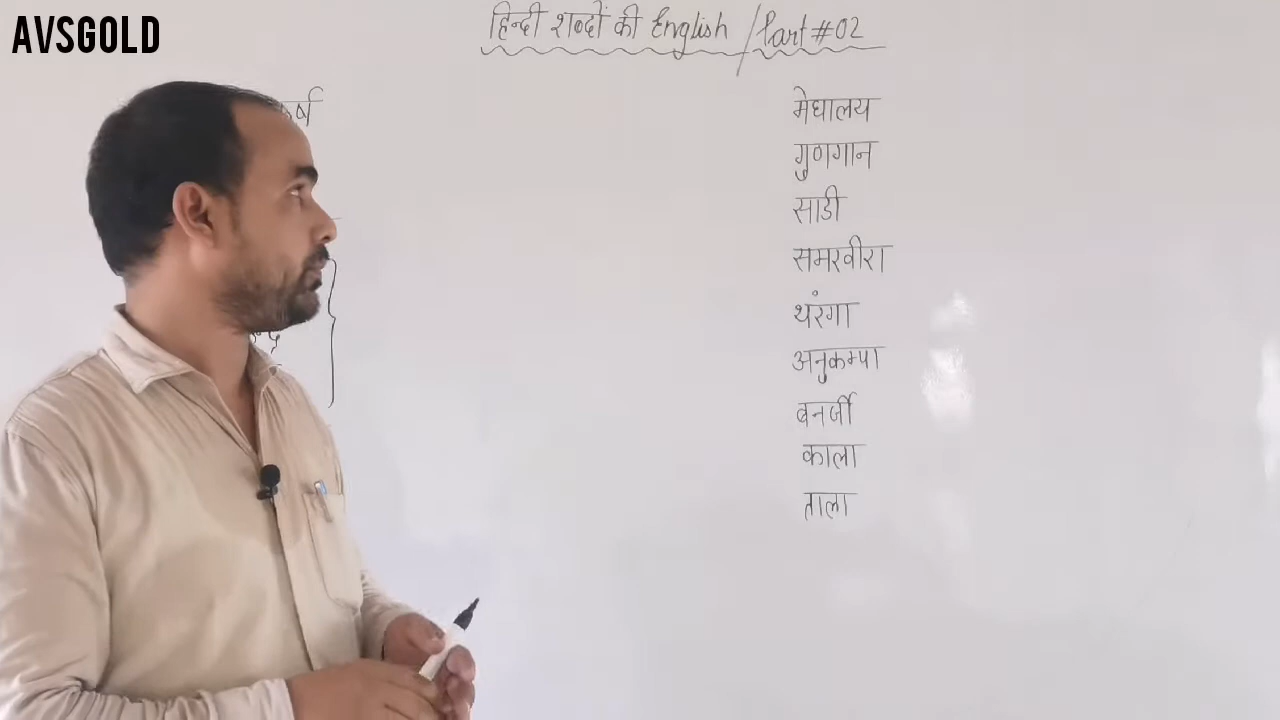 AVSGOLD
हिन्दी शब्दों की English / Part #02
मेघालय
गुणगान
साडी
समरवीरा
थरंगा
अनुकम्पा
बनर्जी
काला
ताला